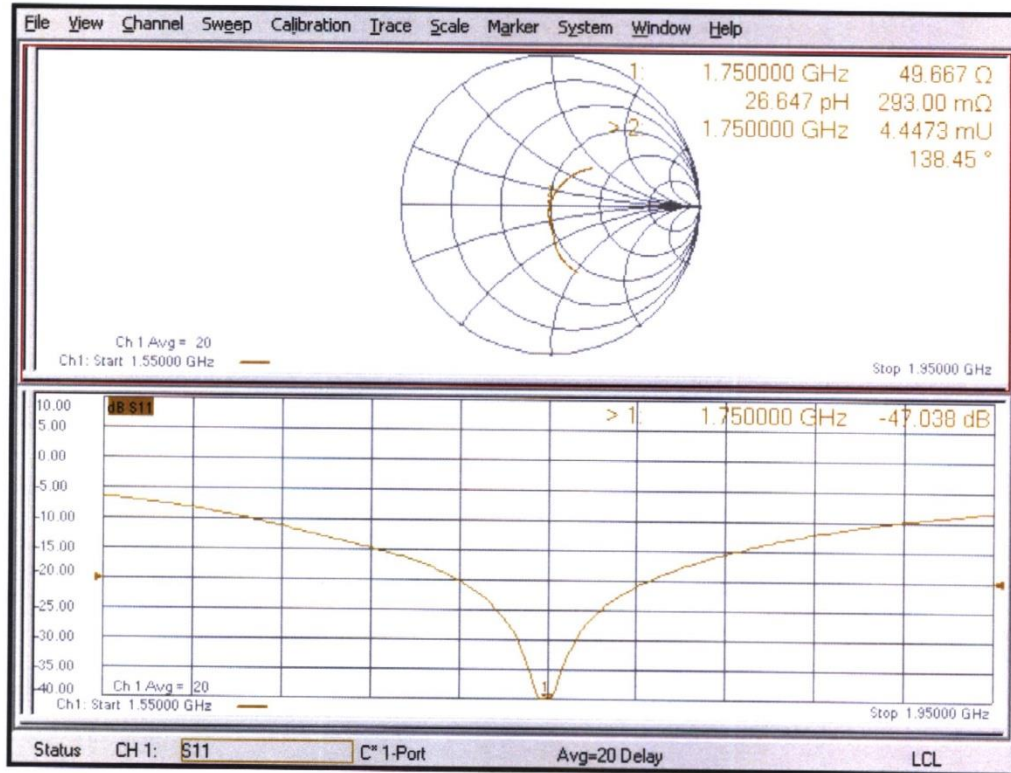 File View Channel Sweep Calibration Trace Scale Marker System Window Help
1: 1.750000 GHz 49.667 Ω
26.647 pH 293.00 mΩ
> 2: 1.750000 GHz 4.4473 mU
138.45 °
Ch 1 Avg = 20
Ch1: Start 1.55000 GHz
Stop 1.95000 GHz
dB S11
> 1: 1.750000 GHz -47.038 dB
10.00
5.00
0.00
-5.00
-10.00
-15.00
-20.00
-25.00
-30.00
-35.00
-40.00
1
Ch 1 Avg = 20
Ch1: Start 1.55000 GHz
Stop 1.95000 GHz
Status CH 1: S11 C* 1-Port Avg=20 Delay LCL